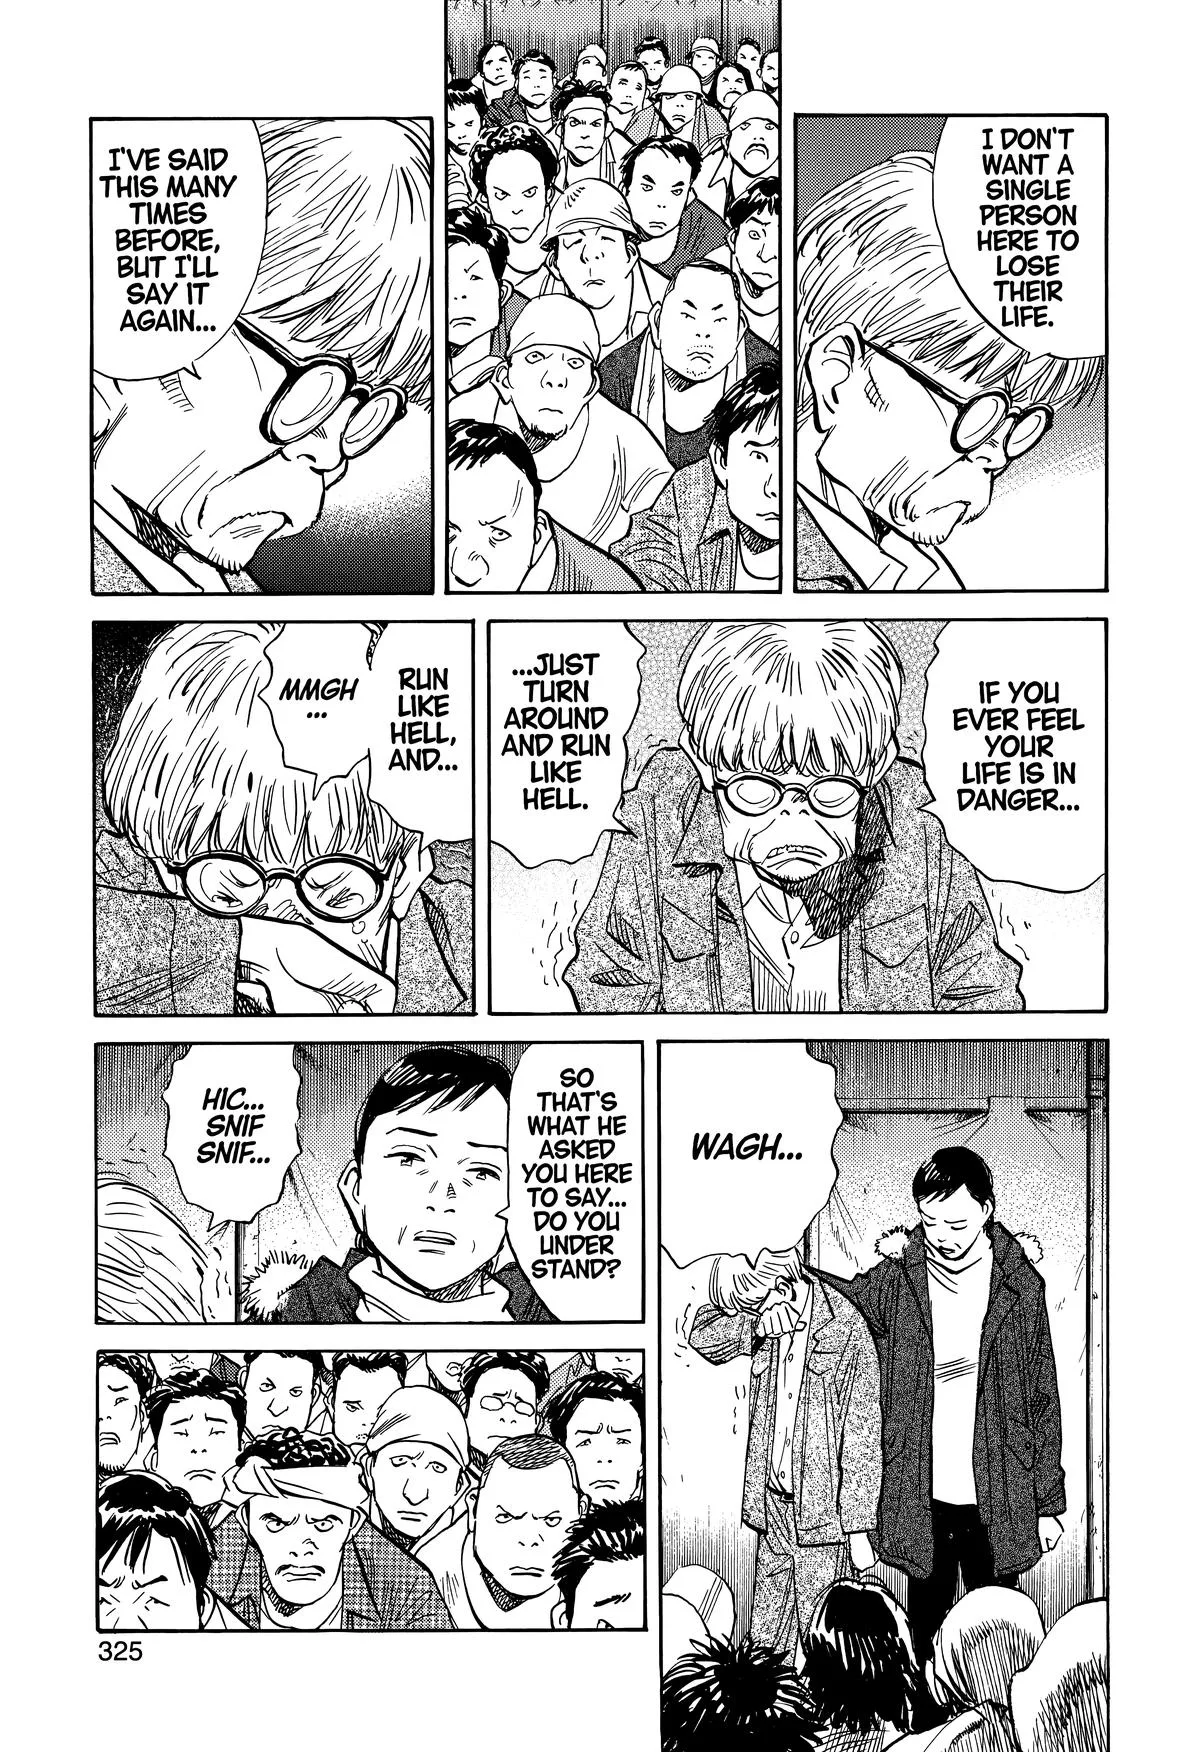 I DON'T
WANT A
SINGLE
PERSON
HERE TO
LOSE
THEIR
LIFE.
I'VE SAID
THIS MANY
TIMES
BEFORE,
BUT I'LL
SAY IT
AGAIN...
IF YOU
EVER FEEL
YOUR
LIFE IS IN
DANGER...
...JUST
TURN
AROUND
AND RUN
LIKE
HELL.
RUN
LIKE
HELL,
AND...
MMGH
...
WAGH...
SO
THAT'S
WHAT HE
ASKED
YOU HERE
TO SAY...
DO YOU
UNDER
STAND?
HIC...
SNIF
SNIF...
325